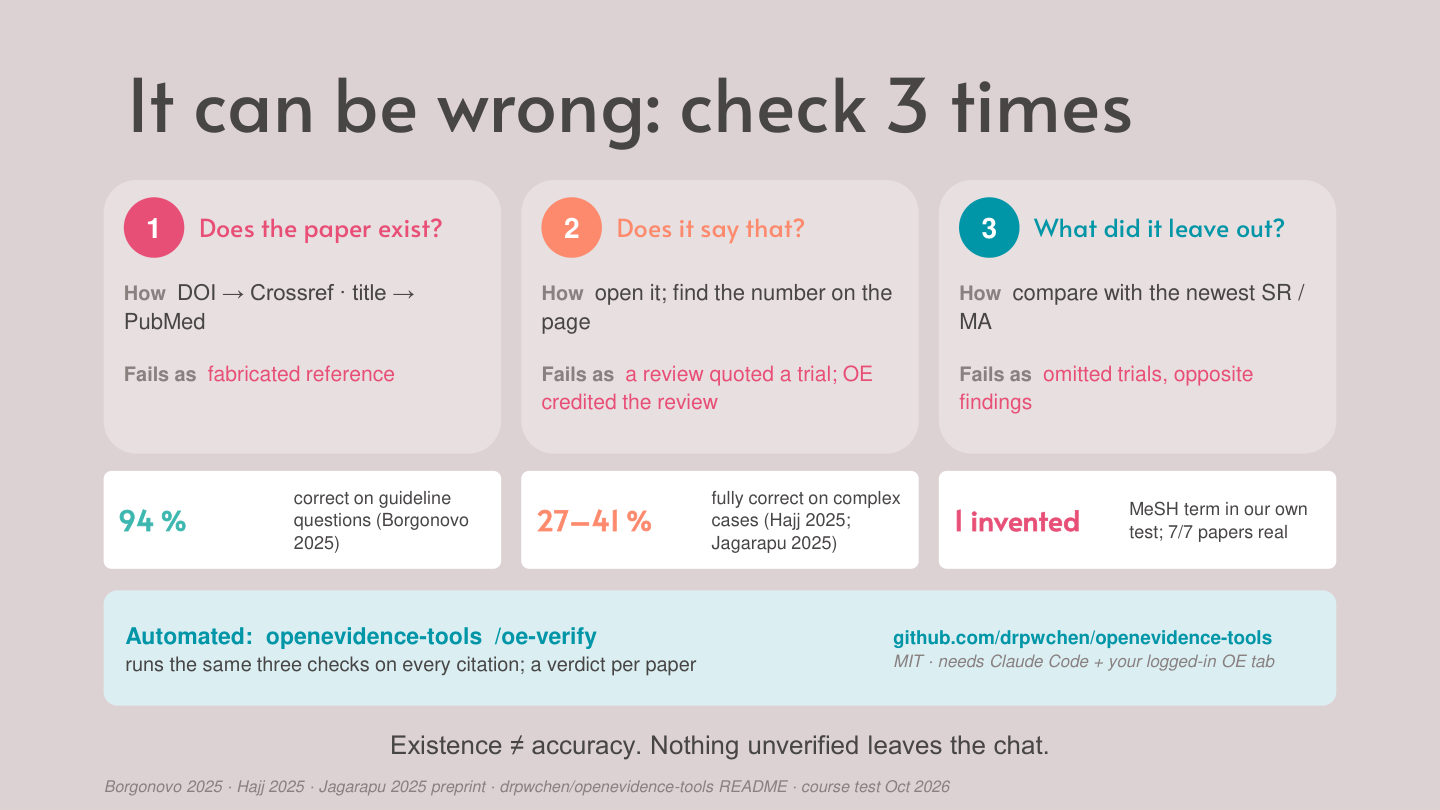 It can be wrong: check 3 times
1 Does the paper exist?
How DOI → Crossref · title →
PubMed
Fails as fabricated reference
2 Does it say that?
How open it; find the number on the
page
Fails as a review quoted a trial; OE
credited the review
3 What did it leave out?
How compare with the newest SR /
MA
Fails as omitted trials, opposite
findings
94 %
correct on guideline
questions (Borgonovo
2025)
27–41 %
fully correct on complex
cases (Hajj 2025;
Jagarapu 2025)
1 invented
MeSH term in our own
test; 7/7 papers real
Automated: openevidence-tools /oe-verify
runs the same three checks on every citation; a verdict per paper
github.com/drpwchen/openevidence-tools
MIT · needs Claude Code + your logged-in OE tab
Existence ≠ accuracy. Nothing unverified leaves the chat.
Borgonovo 2025 · Hajj 2025 · Jagarapu 2025 preprint · drpwchen/openevidence-tools README · course test Oct 2026